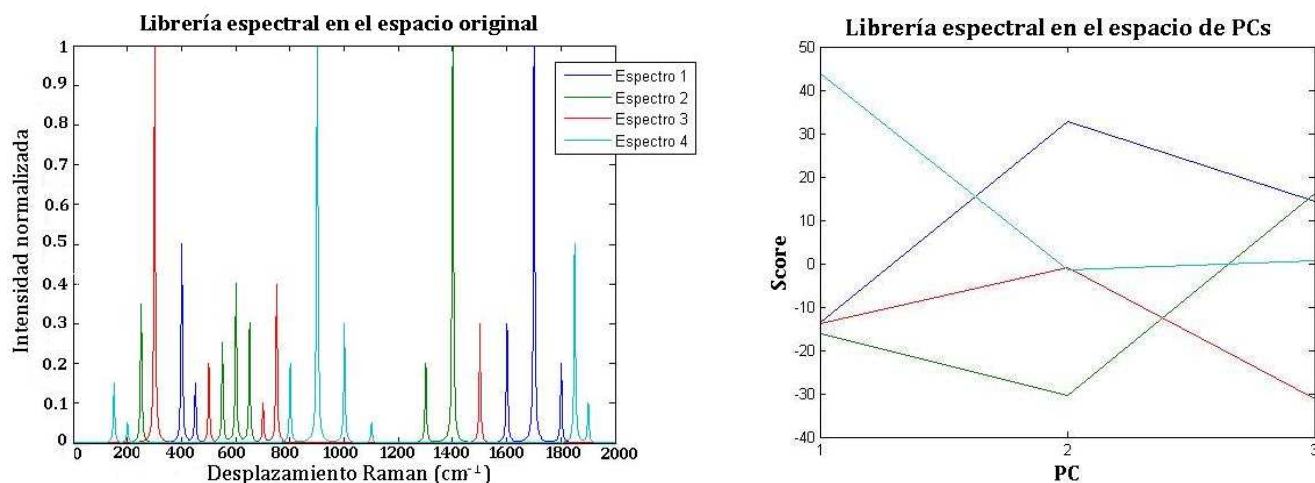 Librería espectral en el espacio original
1
0.9
0.8
0.7
0.6
0.5
0.4
0.3
0.2
0.1
0
Intensidad normalizada
Espectro 1
Espectro 2
Espectro 3
Espectro 4
0 200 400 600 800 1000 1200 1400 1600 1800 2000
Desplazamiento Raman (cm⁻¹)
Librería espectral en el espacio de PCs
50
40
30
20
10
0
-10
-20
-30
-40
Score
1 2 3
PC